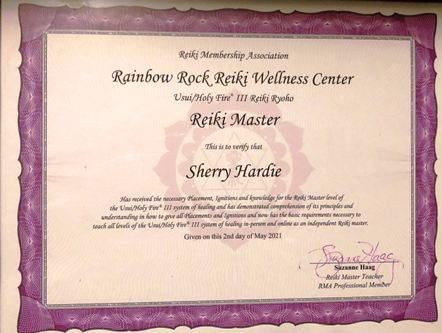 Reiki Membership Association
Rainbow Rock Reiki Wellness Center
Usui/Holy Fire® III Reiki Ryoho
Reiki Master
This is to verify that
Sherry Hardie
Has received the necessary Placement, Ignitions and knowledge for the Reiki Master level of
the Usui/Holy Fire® III system of healing and has demonstrated comprehension of its principles and
understanding in how to give all Placements and Ignitions and now has the basic requirements necessary to
teach all levels of the Usui/Holy Fire® III system of healing in-person and online as an independent Reiki master.
Given on this 2nd day of May 2021
Suzanne Haag
Suzanne Haag
Reiki Master Teacher
RMA Professional Member